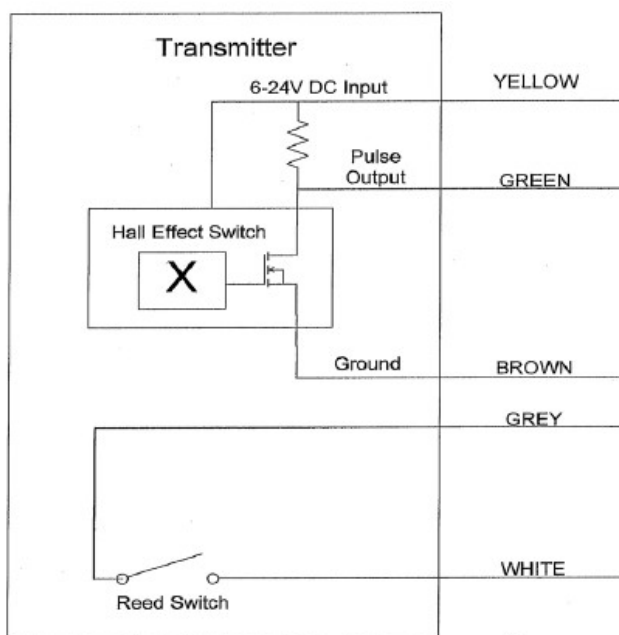 Transmitter
6-24V DC Input
YELLOW
Pulse
Output
GREEN
Hall Effect Switch
X
Ground
BROWN
GREY
WHITE
Reed Switch